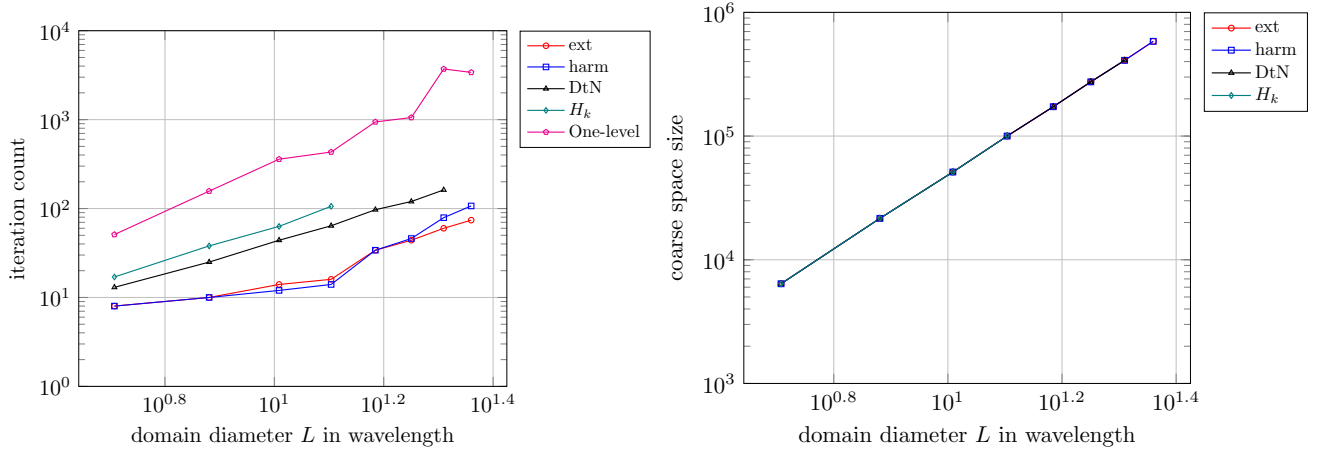 10^4
10^3
10^2
10^1
10^0
iteration count
10^0.8
10^1
10^1.2
10^1.4
domain diameter L in wavelength
ext
harm
DtN
H_k
One-level
10^6
10^5
10^4
10^3
coarse space size
10^0.8
10^1
10^1.2
10^1.4
domain diameter L in wavelength
ext
harm
DtN
H_k